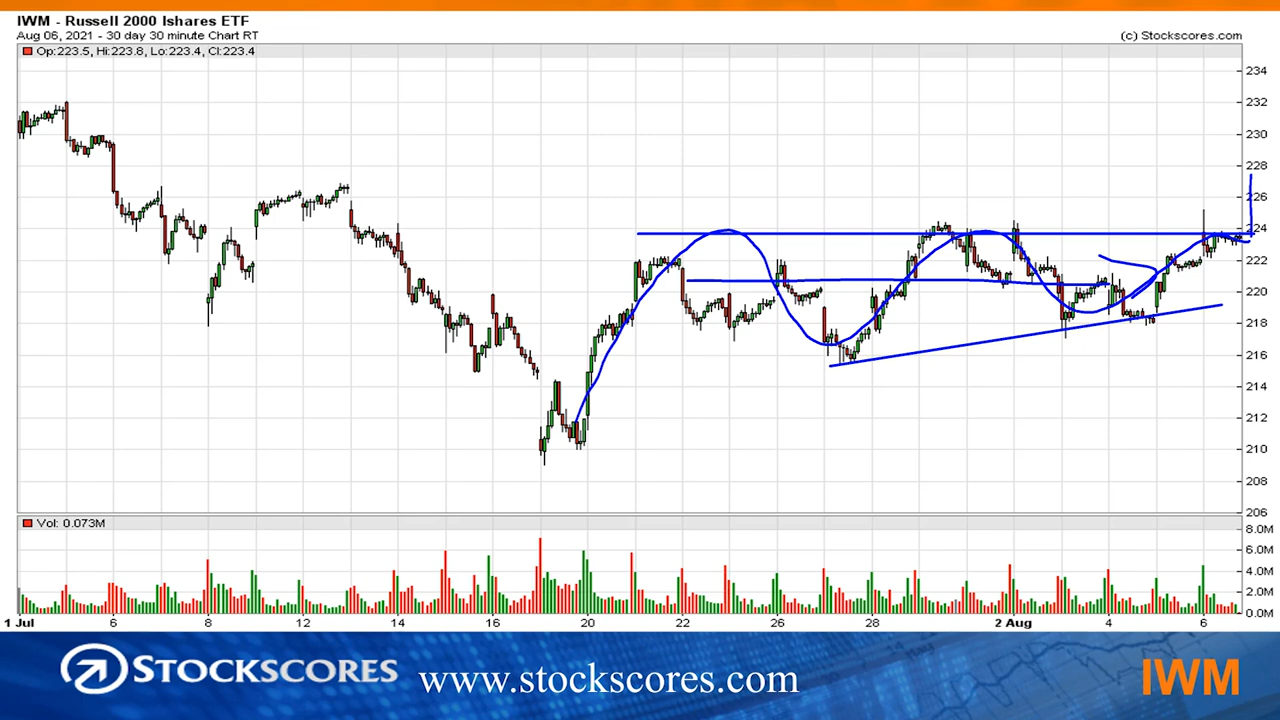 IWM - Russell 2000 Ishares ETF
Aug 06, 2021 - 30 day 30 minute Chart RT
(c) Stockscores.com
Op:223.5, Hi:223.8, Lo:223.4, Cl:223.4
234
232
230
228
226
224
222
220
218
216
214
212
210
208
206
Vol: 0.073M
8.0M
6.0M
4.0M
2.0M
0.0M
1 Jul 6 8 12 14 16 20 22 26 28 2 Aug 4 6
STOCKSCORES www.stockscores.com IWM